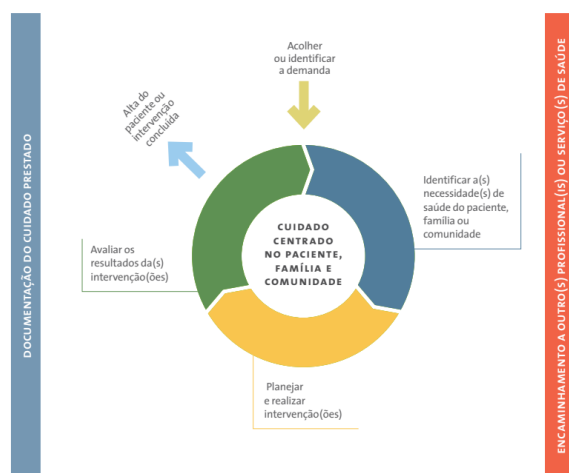 DOCUMENTAÇÃO DO CUIDADO PRESTADO
Acolher
ou identificar
a demanda
Alta do
paciente ou
intervenção
concluída
Identificar a(s)
necessidade(s) de
saúde do paciente,
família ou
comunidade
CUIDADO
CENTRADO
NO PACIENTE,
FAMÍLIA E
COMUNIDADE
Avaliar os
resultados da(s)
intervenção(ões)
Planejar
e realizar
intervenção(ões)
ENCAMINHAMENTO A OUTRO(S) PROFISSIONAL(IS) OU SERVIÇO(S) DE SAÚDE